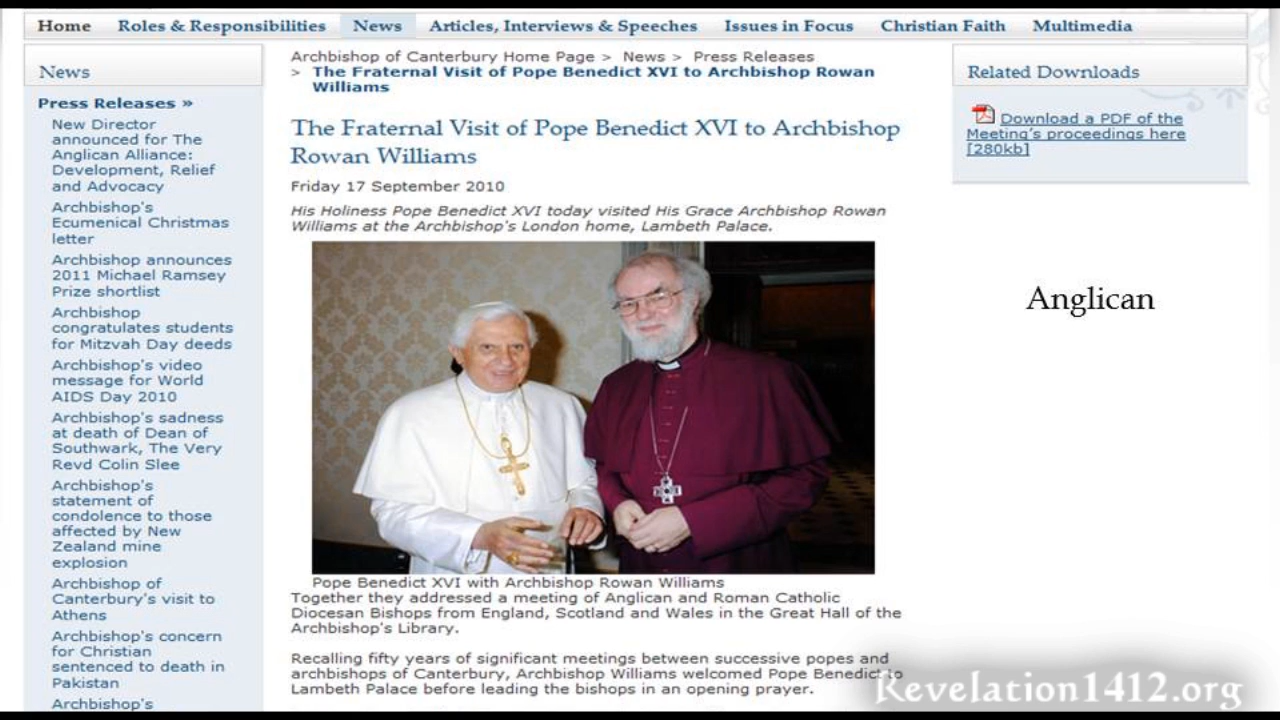 Home Roles & Responsibilities News Articles, Interviews & Speeches Issues in Focus Christian Faith Multimedia
News
Press Releases »
New Director
announced for The
Anglican Alliance:
Development, Relief
and Advocacy
Archbishop's
Ecumenical Christmas
letter
Archbishop announces
2011 Michael Ramsey
Prize shortlist
Archbishop
congratulates students
for Mitzvah Day deeds
Archbishop's video
message for World
AIDS Day 2010
Archbishop's sadness
at death of Dean of
Southwark, The Very
Revd Colin Slee
Archbishop's
statement of
condolence to those
affected by New
Zealand mine
explosion
Archbishop of
Canterbury's visit to
Athens
Archbishop's concern
for Christian
sentenced to death in
Pakistan
Archbishop's
Archbishop of Canterbury Home Page > News > Press Releases
> The Fraternal Visit of Pope Benedict XVI to Archbishop Rowan
Williams
The Fraternal Visit of Pope Benedict XVI to Archbishop
Rowan Williams
Friday 17 September 2010
His Holiness Pope Benedict XVI today visited His Grace Archbishop Rowan
Williams at the Archbishop's London home, Lambeth Palace.
Pope Benedict XVI with Archbishop Rowan Williams
Together they addressed a meeting of Anglican and Roman Catholic
Diocesan Bishops from England, Scotland and Wales in the Great Hall of the
Archbishop's Library.
Recalling fifty years of significant meetings between successive popes and
archbishops of Canterbury, Archbishop Williams welcomed Pope Benedict to
Lambeth Palace before leading the bishops in an opening prayer.
Related Downloads
Download a PDF of the
Meeting's proceedings here
[280kb]
Anglican
Revelation1412.org